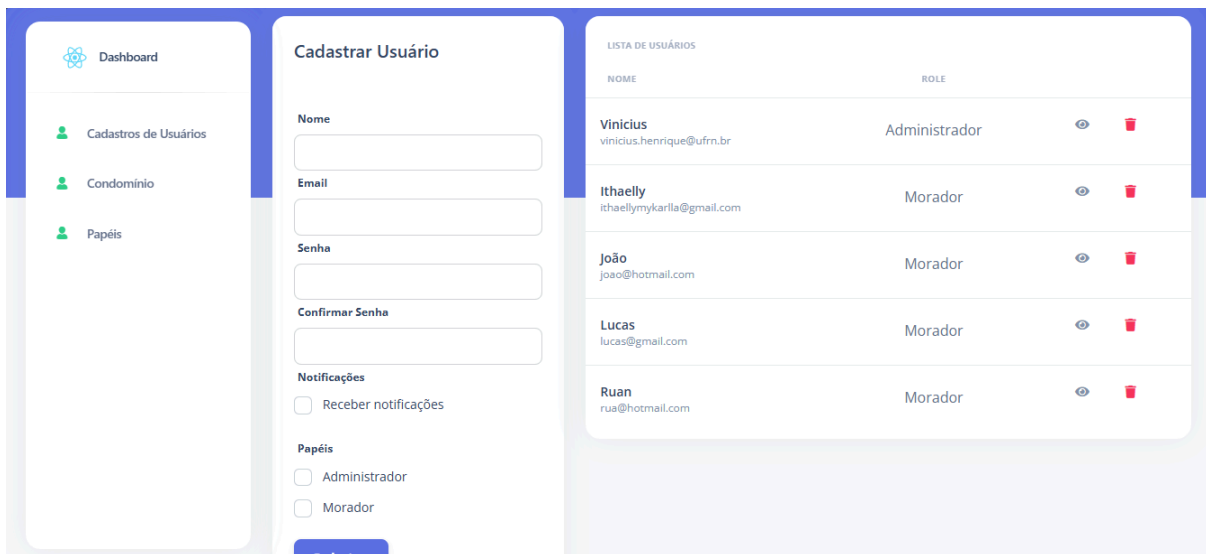 Dashboard
Cadastros de Usuários
Condomínio
Papéis
Cadastrar Usuário
Nome
Email
Senha
Confirmar Senha
Notificações
Receber notificações
Papéis
Administrador
Morador
LISTA DE USUÁRIOS
NOME ROLE
Vinicius
vinicius.henrique@ufrn.br
Administrador
Ithaelly
ithaellymykarlla@gmail.com
Morador
João
joao@hotmail.com
Morador
Lucas
lucas@gmail.com
Morador
Ruan
rua@hotmail.com
Morador